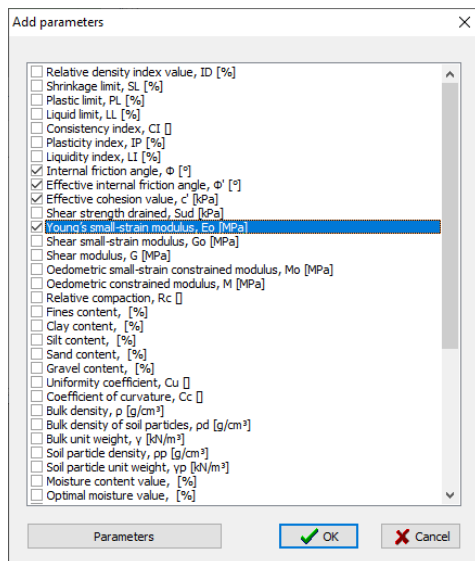 Add parameters
Relative density index value, ID [%]
Shrinkage limit, SL [%]
Plastic limit, PL [%]
Liquid limit, LL [%]
Consistency index, CI []
Plasticity index, IP [%]
Liquidity index, LI [%]
Internal friction angle, Φ [°]
Effective internal friction angle, Φ' [°]
Effective cohesion value, c' [kPa]
Shear strength drained, Sud [kPa]
Young's small-strain modulus, Eo [MPa]
Shear small-strain modulus, Go [MPa]
Shear modulus, G [MPa]
Oedometric small-strain constrained modulus, Mo [MPa]
Oedometric constrained modulus, M [MPa]
Relative compaction, Rc []
Fines content, [%]
Clay content, [%]
Silt content, [%]
Sand content, [%]
Gravel content, [%]
Uniformity coefficient, Cu []
Coefficient of curvature, Cc []
Bulk density, ρ [g/cm³]
Bulk density of soil particles, ρd [g/cm³]
Bulk unit weight, γ [kN/m³]
Soil particle density, ρp [g/cm³]
Soil particle unit weight, γp [kN/m³]
Moisture content value, [%]
Optimal moisture value, [%]
Parameters
OK
Cancel